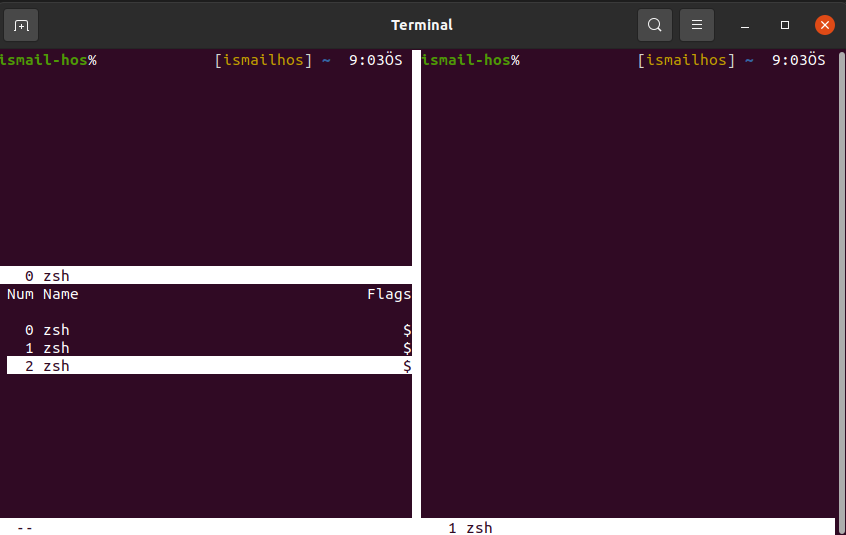 Terminal
ismail-hos% [ismailhos] ~ 9:03ÖS
0 zsh
Num Name Flags
0 zsh $
1 zsh $
2 zsh $
--
ismail-hos% [ismailhos] ~ 9:03ÖS
1 zsh